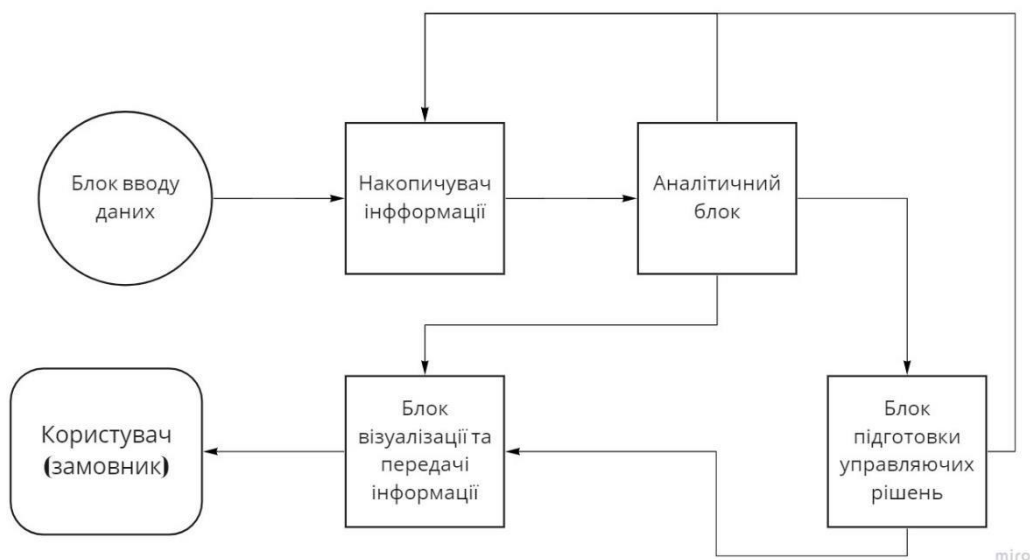 Блок вводу
даних
Накопичувач
інфформації
Аналітичний
блок
Користувач
(замовник)
Блок
візуалізації та
передачі
інформації
Блок
підготовки
управляючих
рішень
miro